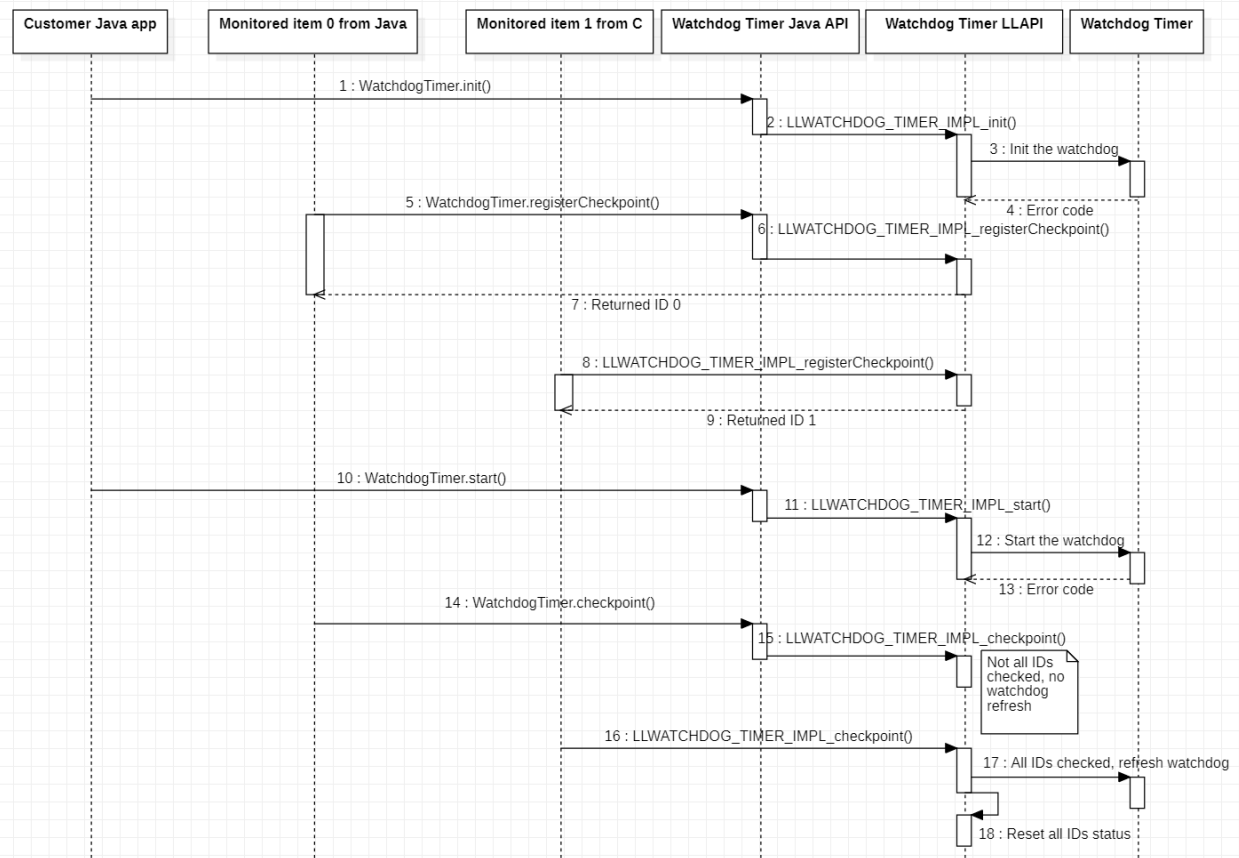 Customer Java app
Monitored item 0 from Java
Monitored item 1 from C
Watchdog Timer Java API
Watchdog Timer LLAPI
Watchdog Timer
1 : WatchdogTimer.init()
2 : LLWATCHDOG_TIMER_IMPL_init()
3 : Init the watchdog
4 : Error code
5 : WatchdogTimer.registerCheckpoint()
6 : LLWATCHDOG_TIMER_IMPL_registerCheckpoint()
7 : Returned ID 0
8 : LLWATCHDOG_TIMER_IMPL_registerCheckpoint()
9 : Returned ID 1
10 : WatchdogTimer.start()
11 : LLWATCHDOG_TIMER_IMPL_start()
12 : Start the watchdog
13 : Error code
14 : WatchdogTimer.checkpoint()
15 : LLWATCHDOG_TIMER_IMPL_checkpoint()
Not all IDs
checked, no
watchdog
refresh
16 : LLWATCHDOG_TIMER_IMPL_checkpoint()
17 : All IDs checked, refresh watchdog
18 : Reset all IDs status